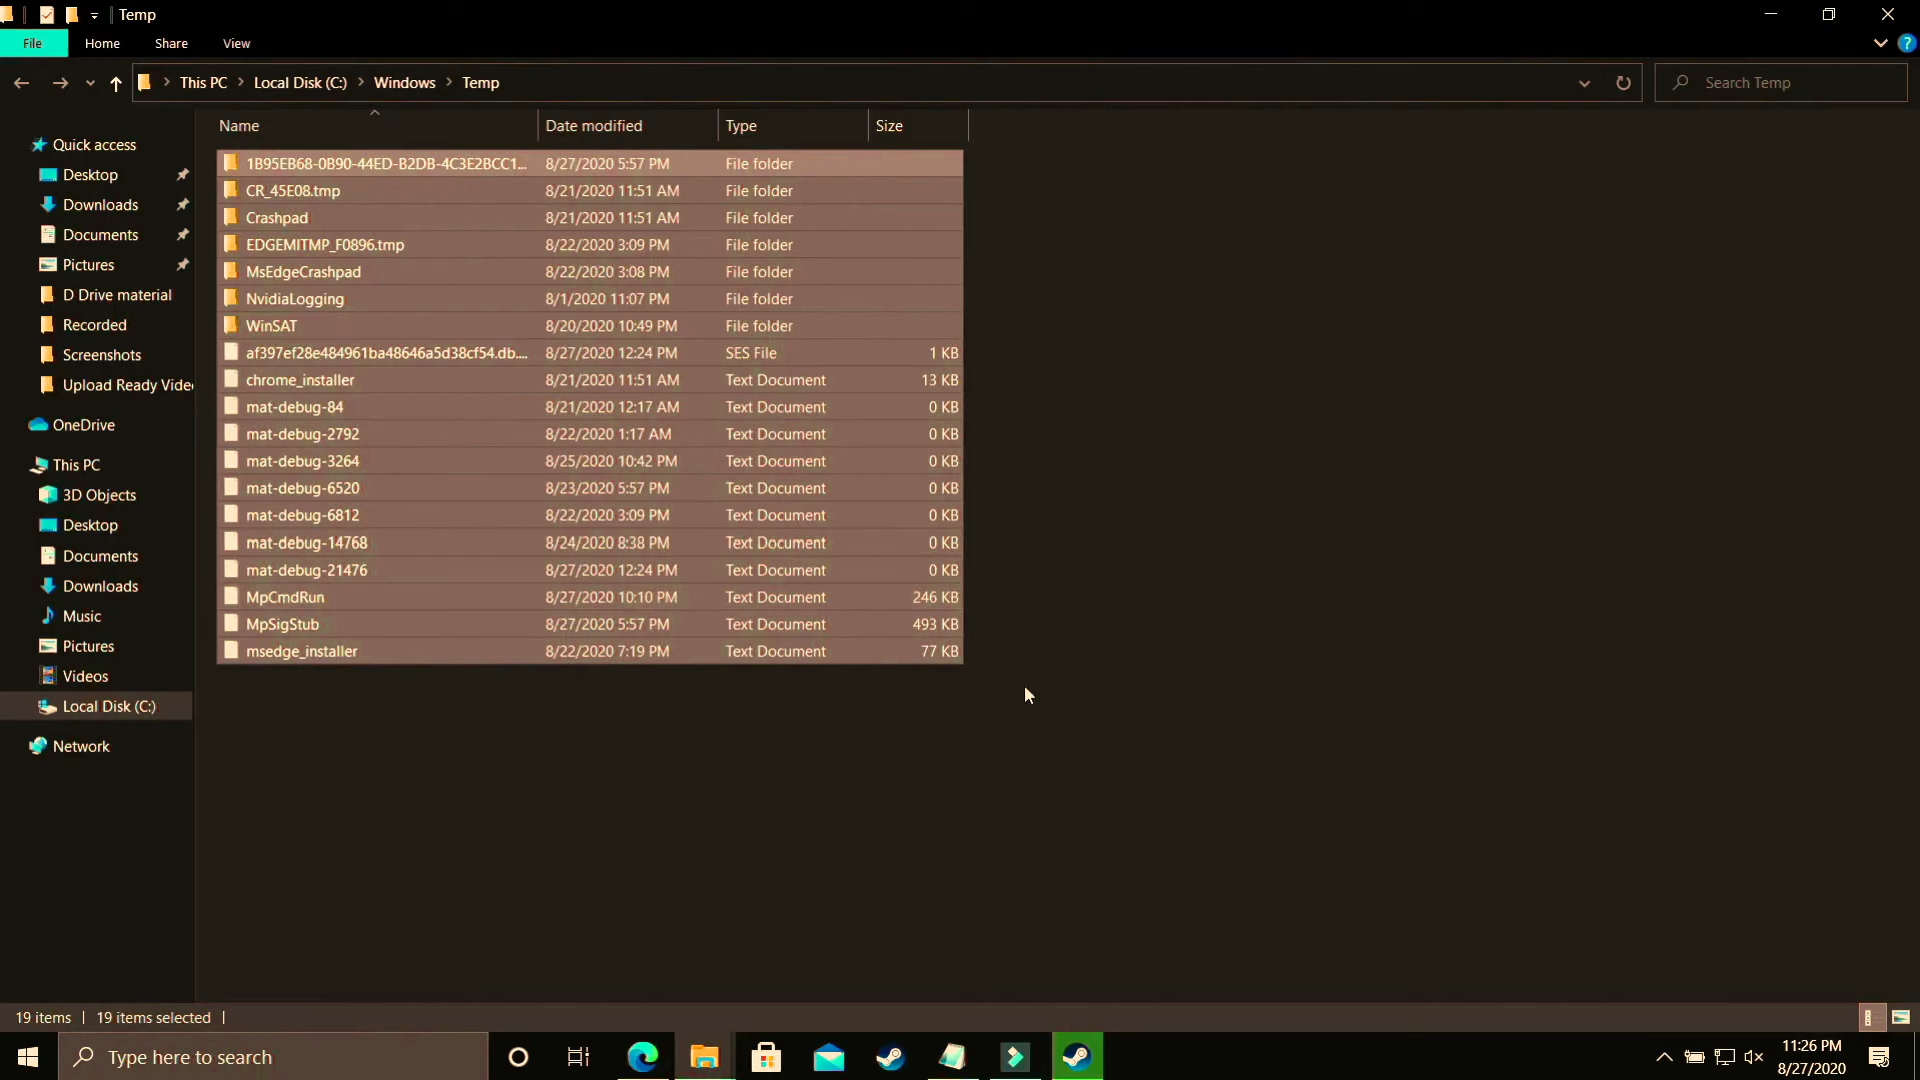 Temp
File Home Share View
This PC Local Disk (C:) Windows Temp Search Temp
Name Date modified Type Size
Quick access
Desktop
Downloads
Documents
Pictures
D Drive material
Recorded
Screenshots
Upload Ready Vide
OneDrive
This PC
3D Objects
Desktop
Documents
Downloads
Music
Pictures
Videos
Local Disk (C:)
Network
1B95EB68-0B90-44ED-B2DB-4C3E2BCC1... 8/27/2020 5:57 PM File folder
CR_45E08.tmp 8/21/2020 11:51 AM File folder
Crashpad 8/21/2020 11:51 AM File folder
EDGEMITMP_F0896.tmp 8/22/2020 3:09 PM File folder
MsEdgeCrashpad 8/22/2020 3:08 PM File folder
NvidiaLogging 8/1/2020 11:07 PM File folder
WinSAT 8/20/2020 10:49 PM File folder
af397ef28e484961ba48646a5d38cf54.db.... 8/27/2020 12:24 PM SES File 1 KB
chrome_installer 8/21/2020 11:51 AM Text Document 13 KB
mat-debug-84 8/21/2020 12:17 AM Text Document 0 KB
mat-debug-2792 8/22/2020 1:17 AM Text Document 0 KB
mat-debug-3264 8/25/2020 10:42 PM Text Document 0 KB
mat-debug-6520 8/23/2020 5:57 PM Text Document 0 KB
mat-debug-6812 8/22/2020 3:09 PM Text Document 0 KB
mat-debug-14768 8/24/2020 8:38 PM Text Document 0 KB
mat-debug-21476 8/27/2020 12:24 PM Text Document 0 KB
MpCmdRun 8/27/2020 10:10 PM Text Document 246 KB
MpSigStub 8/27/2020 5:57 PM Text Document 493 KB
msedge_installer 8/22/2020 7:19 PM Text Document 77 KB
19 items 19 items selected
Type here to search
11:26 PM
8/27/2020